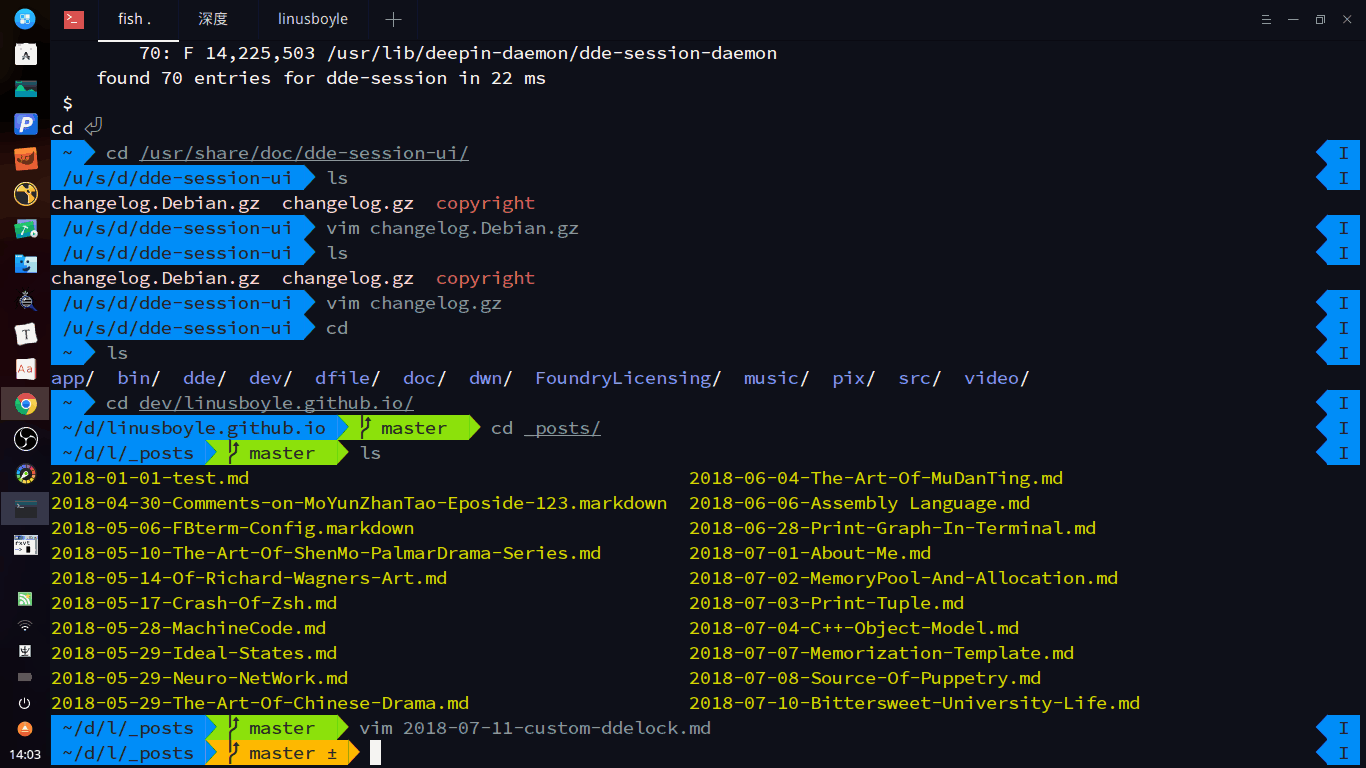 fish .
深度
linusboyle
70: F 14,225,503 /usr/lib/deepin-daemon/dde-session-daemon
found 70 entries for dde-session in 22 ms
$
cd ⏎
~ cd /usr/share/doc/dde-session-ui/ I
/u/s/d/dde-session-ui ls I
changelog.Debian.gz changelog.gz copyright
/u/s/d/dde-session-ui vim changelog.Debian.gz I
/u/s/d/dde-session-ui ls I
changelog.Debian.gz changelog.gz copyright
/u/s/d/dde-session-ui vim changelog.gz I
/u/s/d/dde-session-ui cd I
~ ls I
app/ bin/ dde/ dev/ dfile/ doc/ dwn/ FoundryLicensing/ music/ pix/ src/ video/
~ cd dev/linusboyle.github.io/ I
~/d/linusboyle.github.io master cd _posts/ I
~/d/l/_posts master ls I
2018-01-01-test.md 2018-06-04-The-Art-Of-MuDanTing.md
2018-04-30-Comments-on-MoYunZhanTao-Eposide-123.markdown 2018-06-06-Assembly Language.md
2018-05-06-FBterm-Config.markdown 2018-06-28-Print-Graph-In-Terminal.md
2018-05-10-The-Art-Of-ShenMo-PalmarDrama-Series.md 2018-07-01-About-Me.md
2018-05-14-Of-Richard-Wagners-Art.md 2018-07-02-MemoryPool-And-Allocation.md
2018-05-17-Crash-Of-Zsh.md 2018-07-03-Print-Tuple.md
2018-05-28-MachineCode.md 2018-07-04-C++-Object-Model.md
2018-05-29-Ideal-States.md 2018-07-07-Memorization-Template.md
2018-05-29-Neuro-NetWork.md 2018-07-08-Source-Of-Puppetry.md
2018-05-29-The-Art-Of-Chinese-Drama.md 2018-07-10-Bittersweet-University-Life.md
~/d/l/_posts master vim 2018-07-11-custom-ddelock.md I
~/d/l/_posts master ± I
A
P
T
Aa
rxvt
14:03